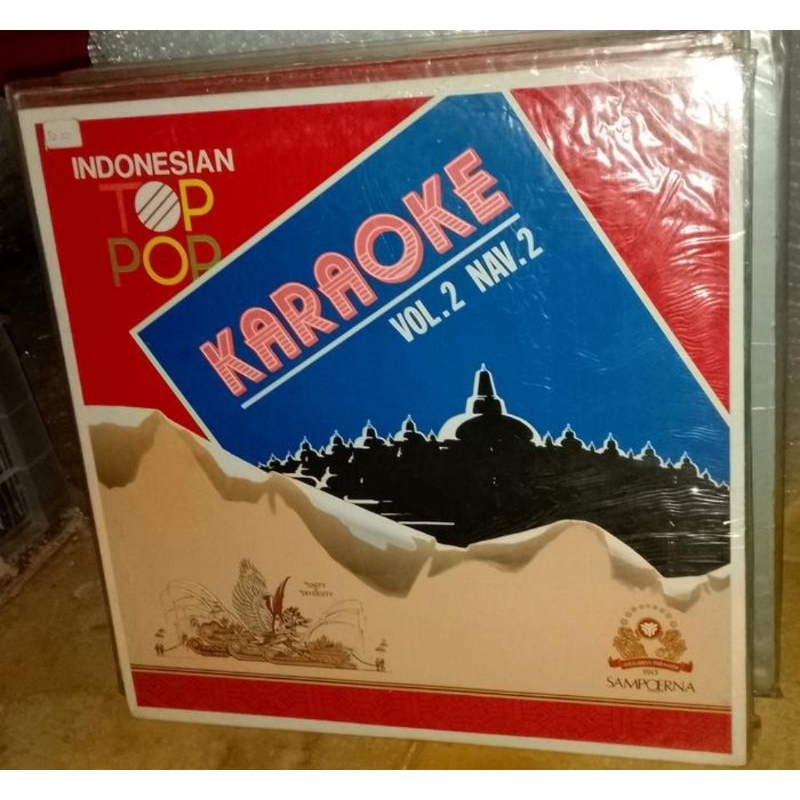 INDONESIAN
TOP
POP
KARAOKE
VOL.2 NAV.2
UNITY
IN
DIVERSITY
1913
SAMPOERNA